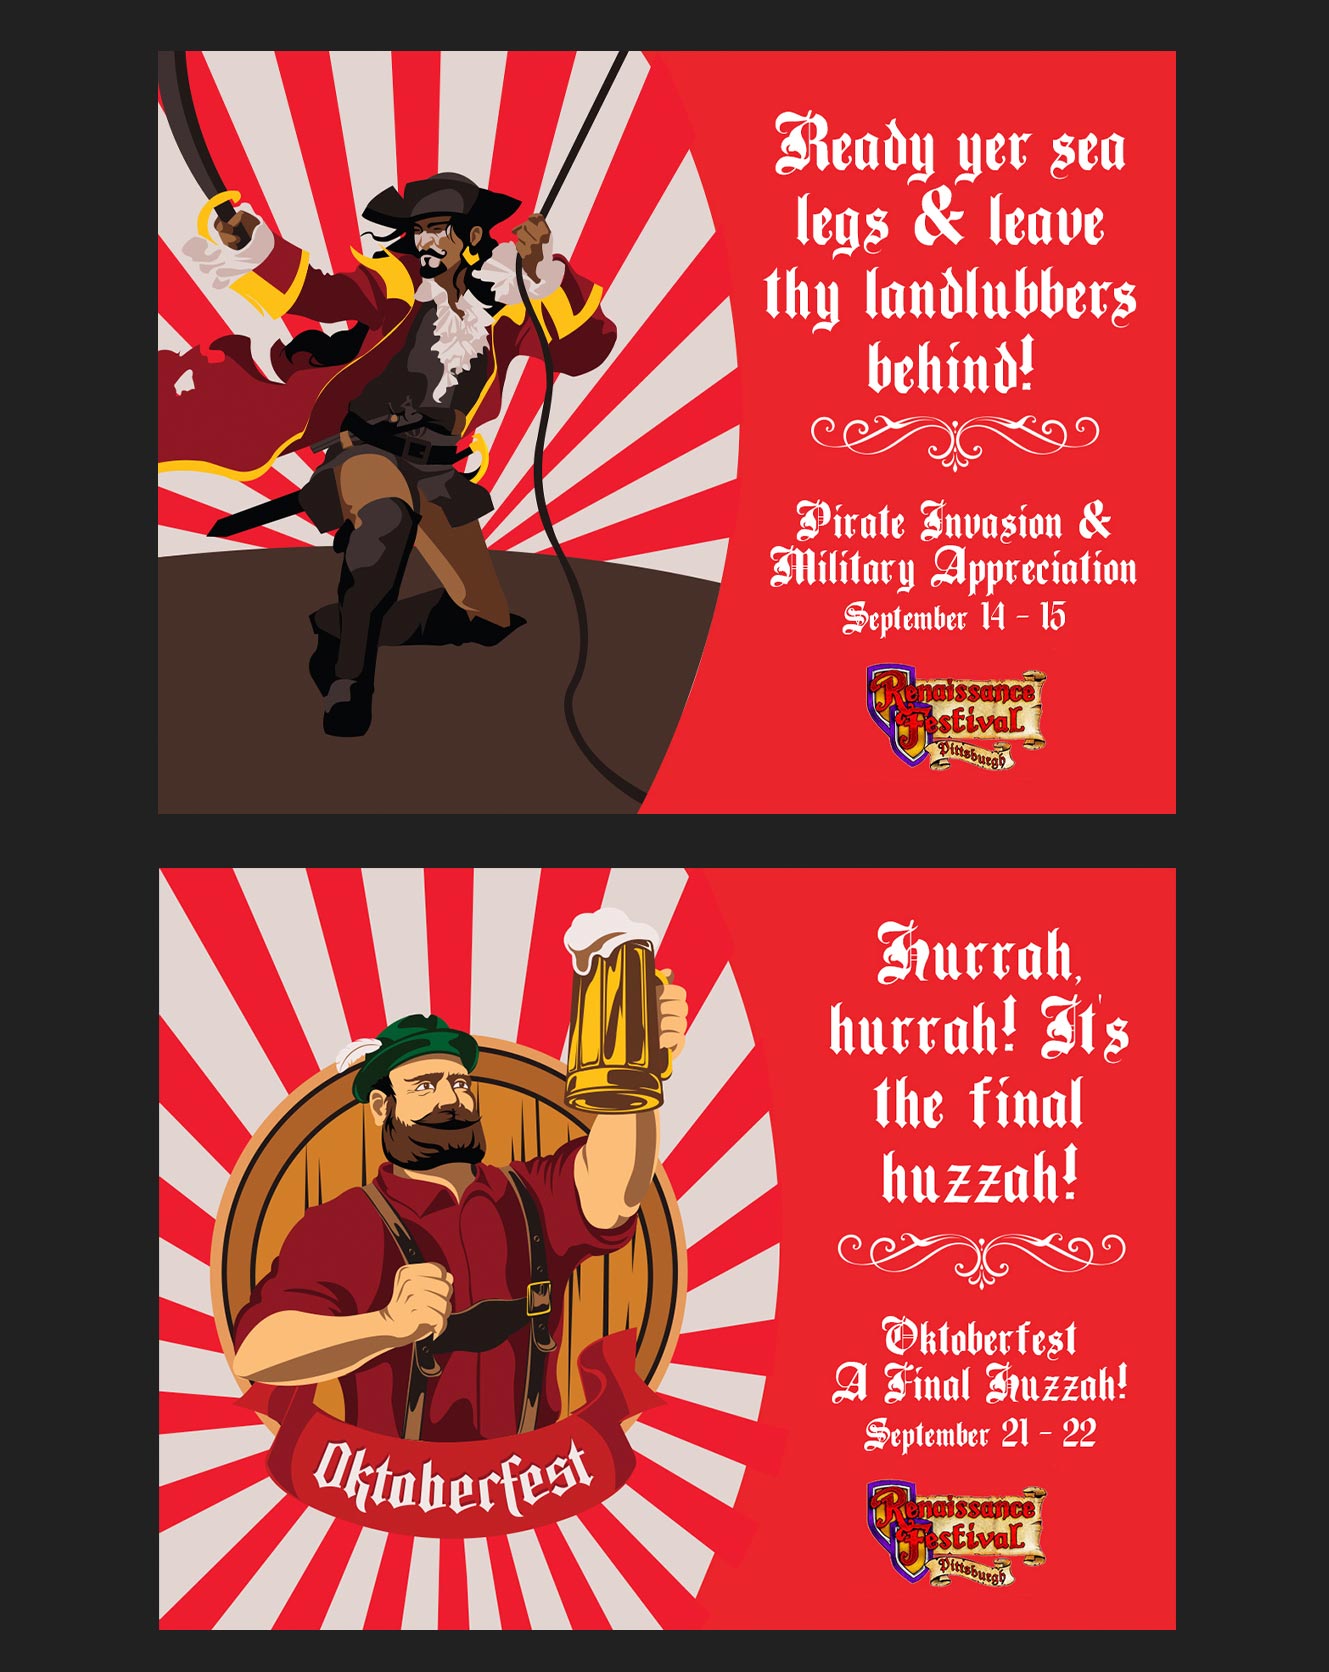 Ready yer sea
legs & leave
thy landlubbers
behind!
Pirate Invasion &
Military Appreciation
September 14 - 15
Renaissance
Festival
Pittsburgh
Hurrah,
hurrah! It's
the final
huzzah!
Oktoberfest
A Final Huzzah!
September 21 - 22
Oktoberfest
Renaissance
Festival
Pittsburgh